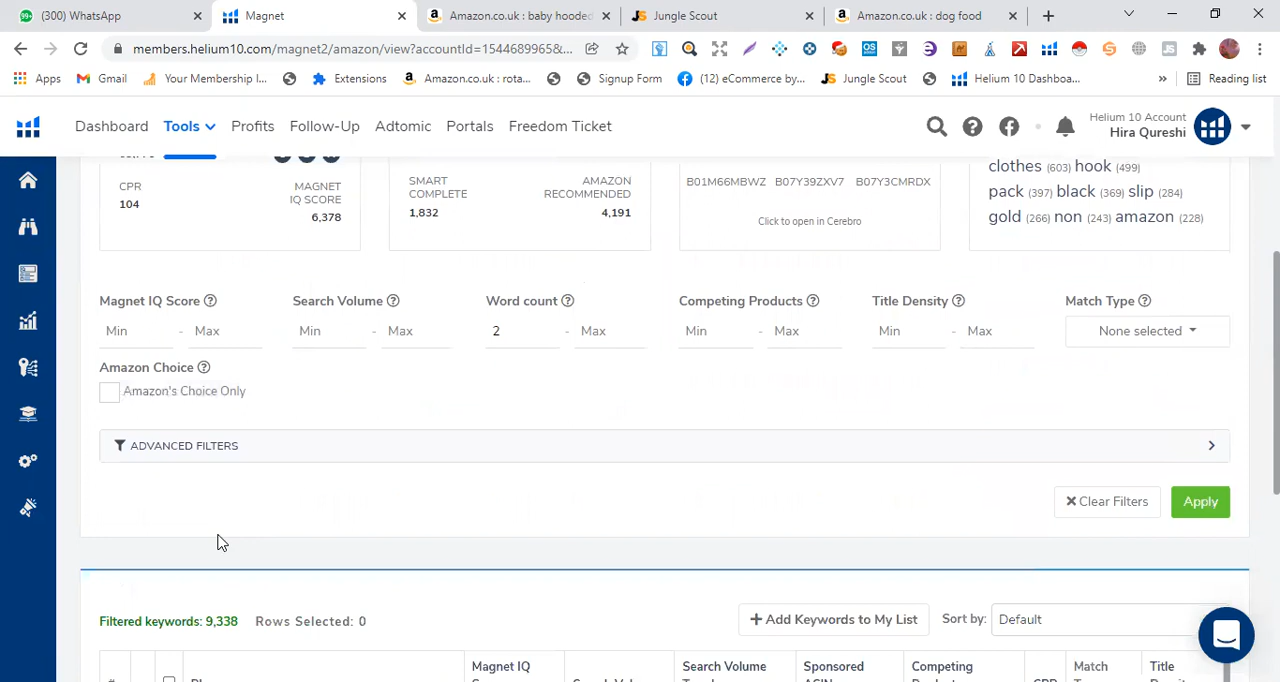 (300) WhatsApp
Magnet
Amazon.co.uk : baby hooded
Jungle Scout
Amazon.co.uk : dog food
members.helium10.com/magnet2/amazon/view?accountId=1544689965&...
Apps
Gmail
Your Membership I...
Extensions
Amazon.co.uk : rota...
Signup Form
(12) eCommerce by...
Jungle Scout
Helium 10 Dashboa...
»
Reading list
Dashboard
Tools
Profits
Follow-Up
Adtomic
Portals
Freedom Ticket
Helium 10 Account
Hira Qureshi
CPR
104
MAGNET
IQ SCORE
6,378
SMART
COMPLETE
1,832
AMAZON
RECOMMENDED
4,191
B01M66MBWZ B07Y39ZXV7 B07Y3CMRDX
Click to open in Cerebro
clothes (603) hook (499)
pack (397) black (369) slip (284)
gold (266) non (243) amazon (228)
Magnet IQ Score
Min - Max
Search Volume
Min - Max
Word count
2 - Max
Competing Products
Min - Max
Title Density
Min - Max
Match Type
None selected
Amazon Choice
Amazon's Choice Only
ADVANCED FILTERS
Clear Filters
Apply
Filtered keywords: 9,338
Rows Selected: 0
+ Add Keywords to My List
Sort by:
Default
Magnet IQ
Search Volume
Sponsored
Competing
Match
Title